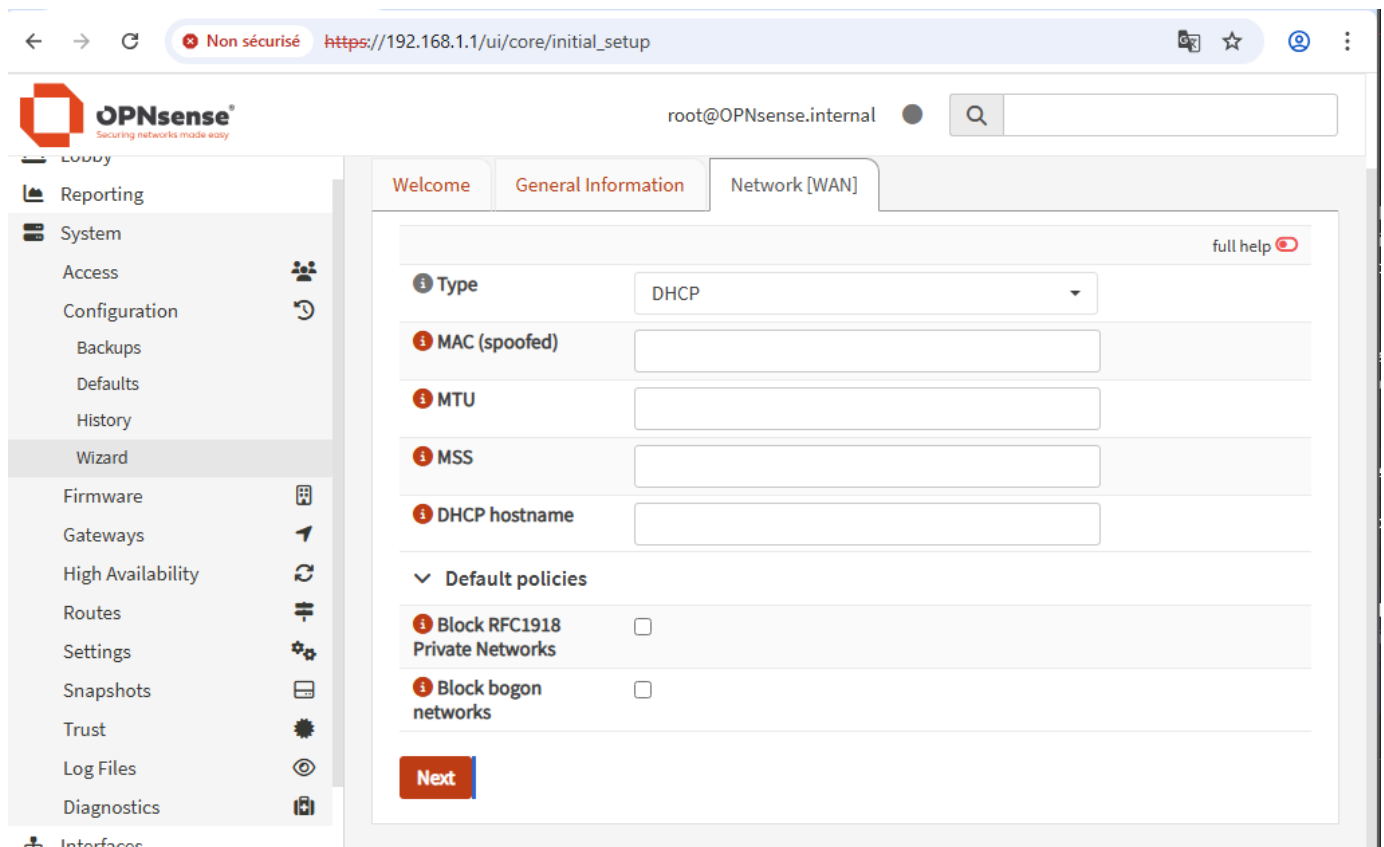 Non sécurisé https://192.168.1.1/ui/core/initial_setup
OPNsense®
Securing networks made easy
root@OPNsense.internal
Lobby
Reporting
System
Access
Configuration
Backups
Defaults
History
Wizard
Firmware
Gateways
High Availability
Routes
Settings
Snapshots
Trust
Log Files
Diagnostics
Interfaces
Welcome General Information Network [WAN]
full help
Type DHCP
MAC (spoofed)
MTU
MSS
DHCP hostname
Default policies
Block RFC1918
Private Networks
Block bogon
networks
Next